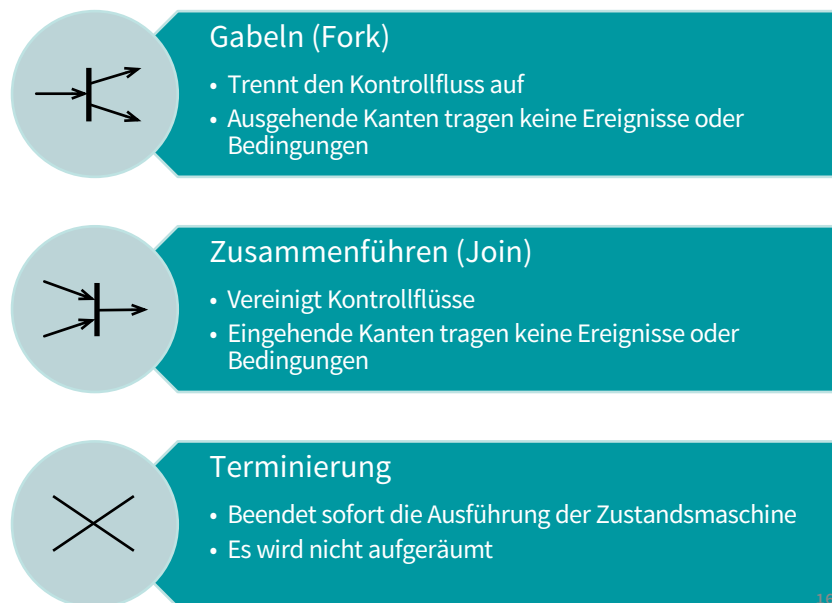 Gabeln (Fork)
• Trennt den Kontrollfluss auf
• Ausgehende Kanten tragen keine Ereignisse oder
Bedingungen
Zusammenführen (Join)
• Vereinigt Kontrollflüsse
• Eingehende Kanten tragen keine Ereignisse oder
Bedingungen
Terminierung
• Beendet sofort die Ausführung der Zustandsmaschine
• Es wird nicht aufgeräumt
16